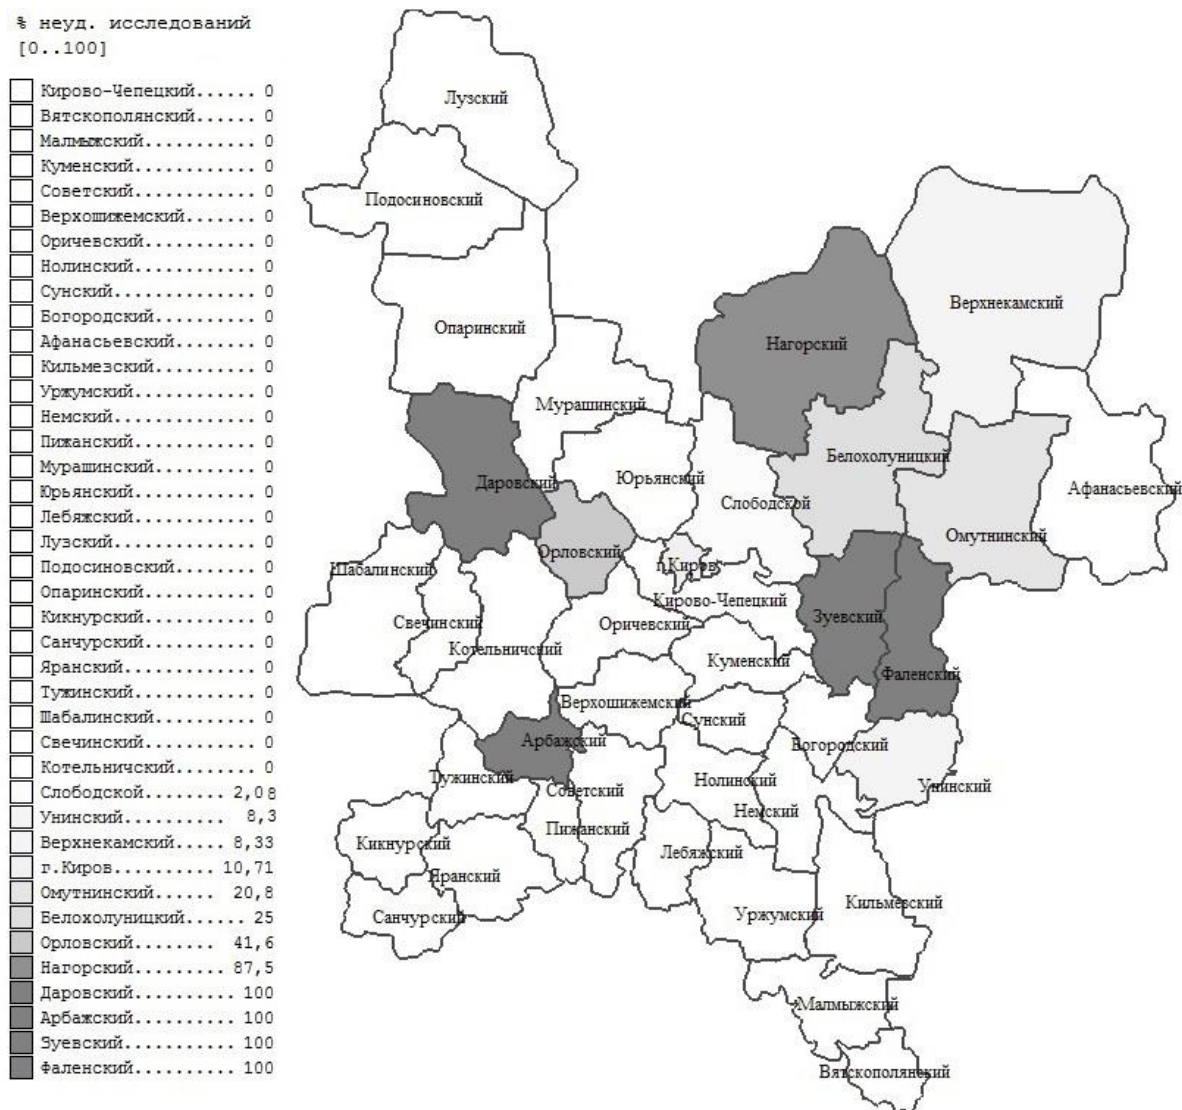 % неуд. исследований
[0..100]
Кирово-Чепецкий...... 0
Вятскополянский...... 0
Малмыжский........... 0
Куменский............ 0
Советский............ 0
Верхошижемский....... 0
Оричевский........... 0
Нолинский............ 0
Сунский.............. 0
Богородский.......... 0
Афанасьевский........ 0
Кильмезский.......... 0
Уржумский............ 0
Немский.............. 0
Пижанский............ 0
Мурашинский.......... 0
Юрьянский............ 0
Лебяжский............ 0
Лузский.............. 0
Подосиновский........ 0
Опаринский........... 0
Кикнурский........... 0
Санчурский........... 0
Яранский............. 0
Тужинский............ 0
Шабалинский.......... 0
Свечинский........... 0
Котельничский........ 0
Слободской........ 2,08
Унинский.......... 8,3
Верхнекамский..... 8,33
г.Киров.......... 10,71
Омутнинский...... 20,8
Белохолуницкий...... 25
Орловский........ 41,6
Нагорский......... 87,5
Даровский.......... 100
Арбажский.......... 100
Зуевский........... 100
Фаленский.......... 100
Лузский
Подосиновский
Верхнекамский
Опаринский
Нагорский
Мурашинский
Белохолуницкий
Юрьянский
Даровский
Афанасьевский
Слободской
Омутнинский
Орловский
г.Киров
Шабалинский
Кирово-Чепецкий
Зуевский
Свечинский
Оричевский
Котельничский
Куменский
Фаленский
Верхошижемский
Сунский
Арбажский
Богородский
Тужинский
Нолинский
Унинский
Советский
Немский
Пижанский
Кикнурский
Лебяжский
Яранский
Кильмезский
Санчурский
Уржумский
Малмыжский
Вятскополянский